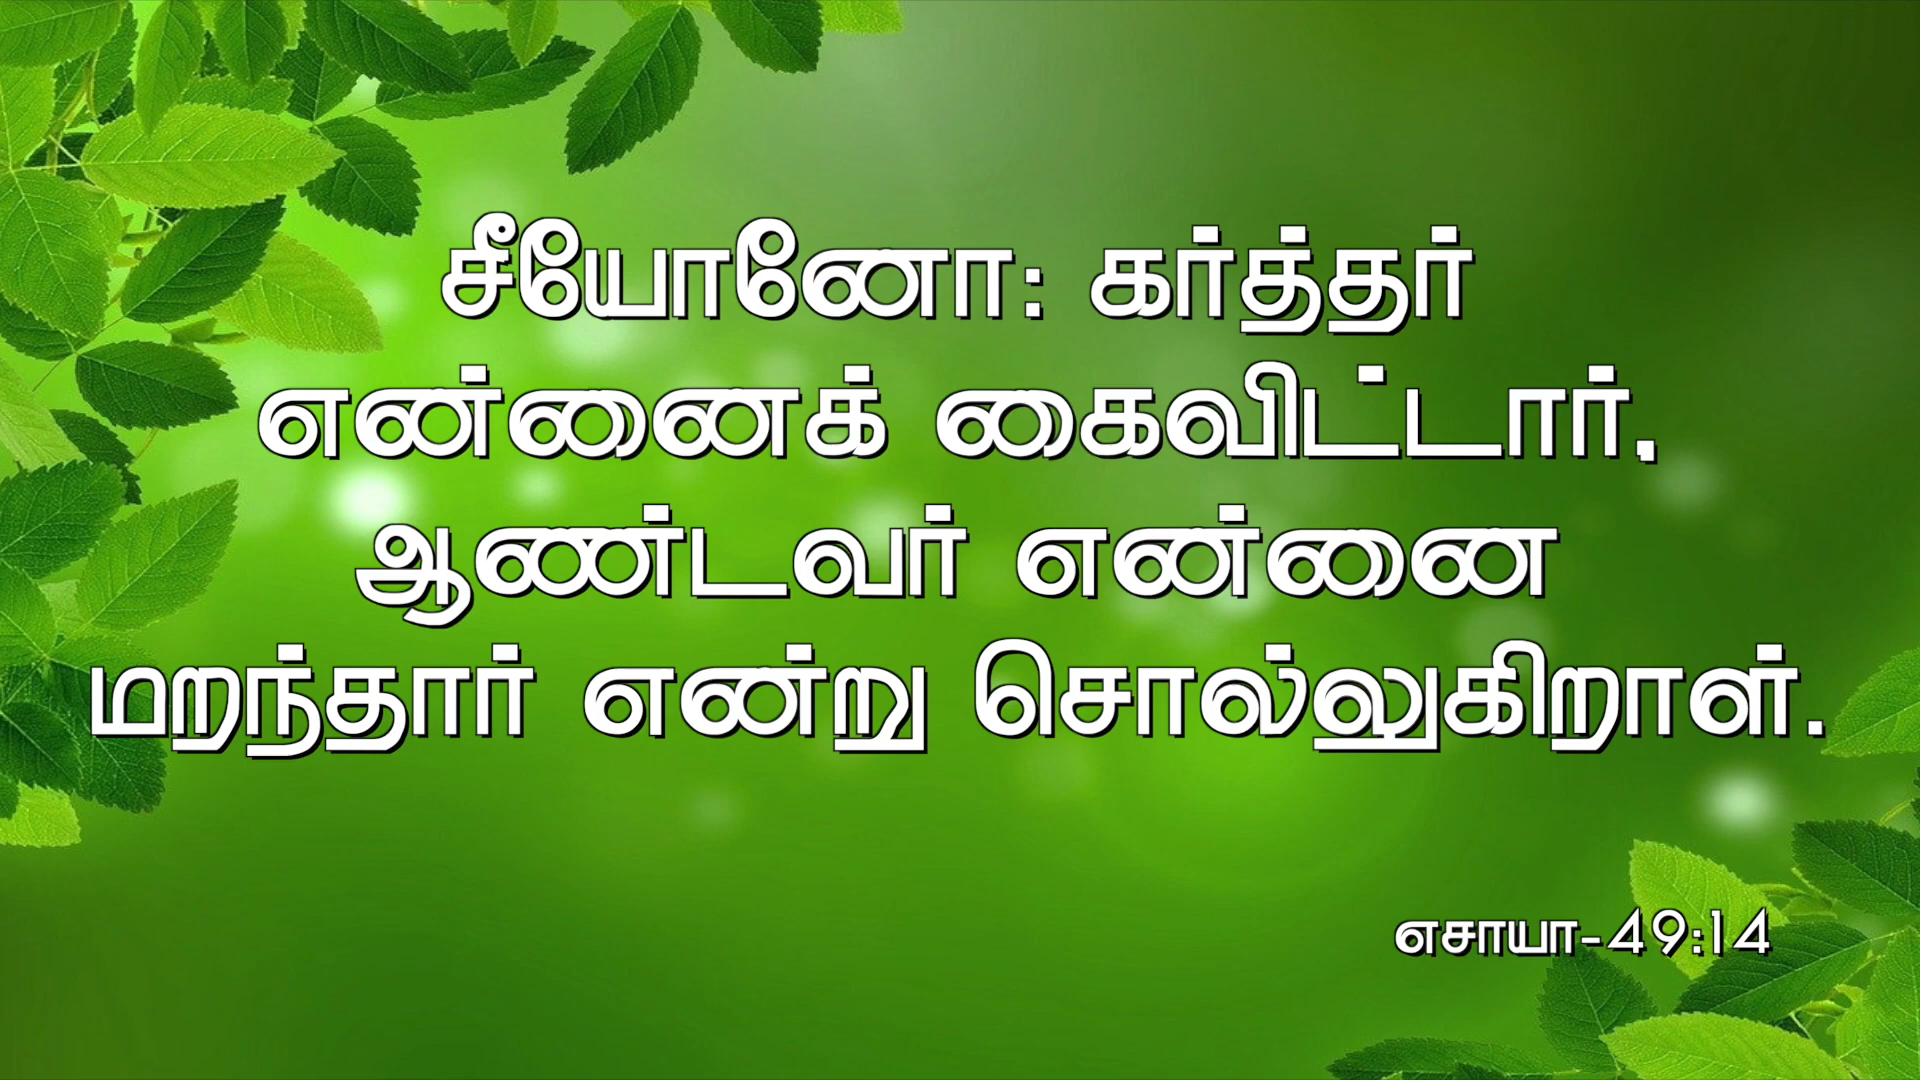 சீயோனோ: கர்த்தர்
என்னைக் கைவிட்டார்,
ஆண்டவர் என்னை
மறந்தார் என்று சொல்லுகிறாள்.
எசாயா-49:14